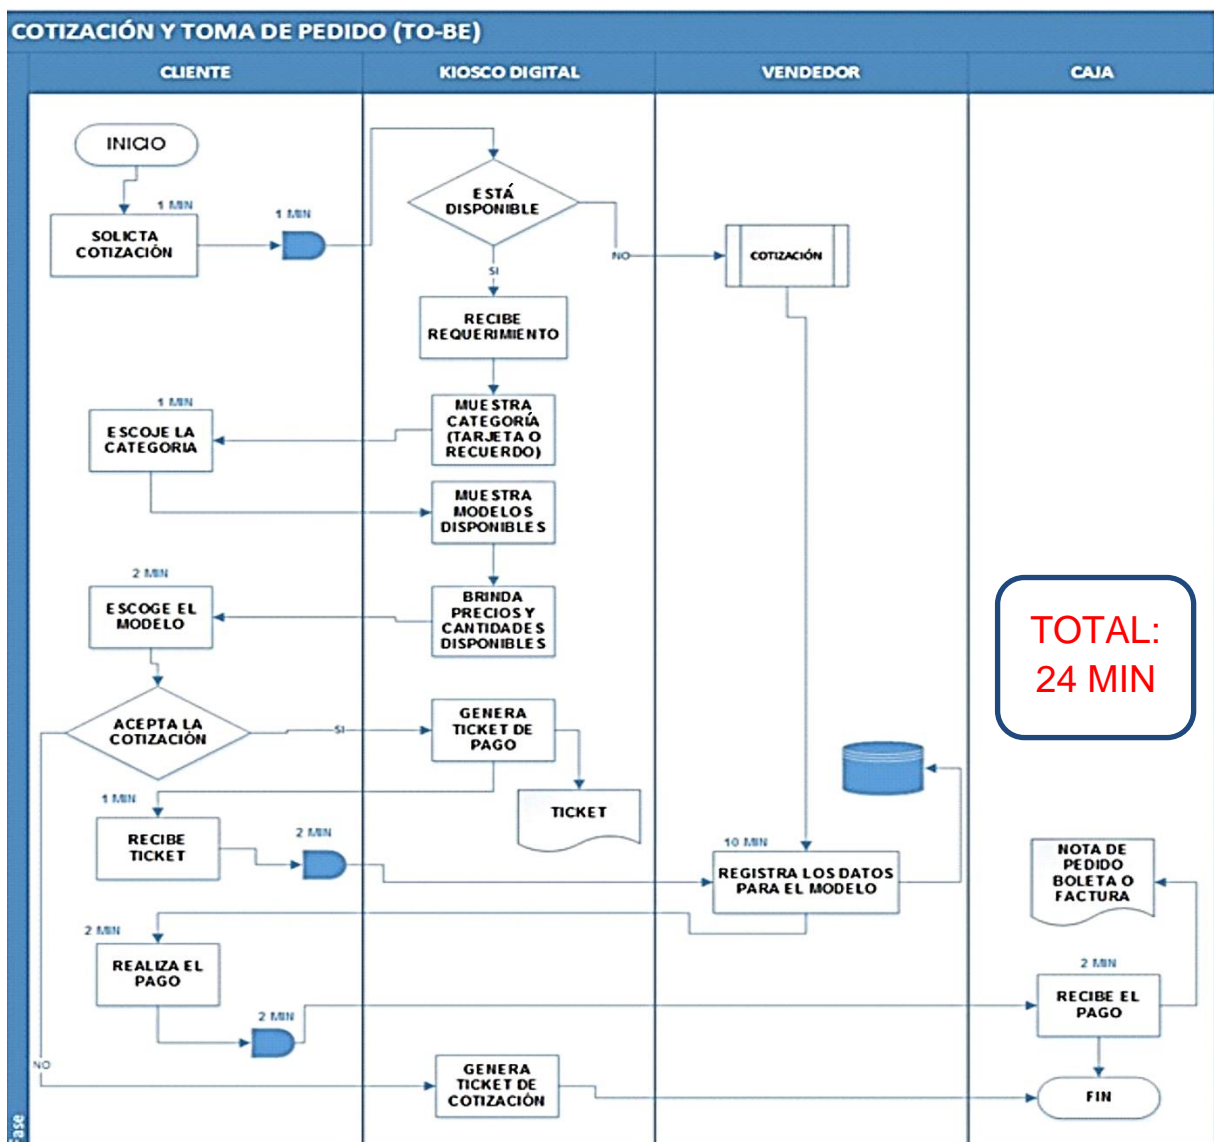 COTIZACIÓN Y TOMA DE PEDIDO (TO-BE)
CLIENTE
KIOSCO DIGITAL
VENDEDOR
CAJA
INICIO
1 MIN
SOLICTA
COTIZACIÓN
1 MIN
ESTÁ
DISPONIBLE
SI
NO
COTIZACIÓN
RECIBE
REQUERIMIENTO
MUESTRA
CATEGORÍA
(TARJETA O
RECUERDO)
1 MIN
ESCOJE LA
CATEGORIA
MUESTRA
MODELOS
DISPONIBLES
BRINDA
PRECIOS Y
CANTIDADES
DISPONIBLES
2 MIN
ESCOGE EL
MODELO
TOTAL:
24 MIN
ACEPTA LA
COTIZACIÓN
SI
GENERA
TICKET DE
PAGO
TICKET
1 MIN
RECIBE
TICKET
2 MIN
10 MIN
REGISTRA LOS DATOS
PARA EL MODELO
NOTA DE
PEDIDO
BOLETA O
FACTURA
2 MIN
REALIZA EL
PAGO
2 MIN
2 MIN
RECIBE EL
PAGO
NO
GENERA
TICKET DE
COTIZACIÓN
FIN
Fase